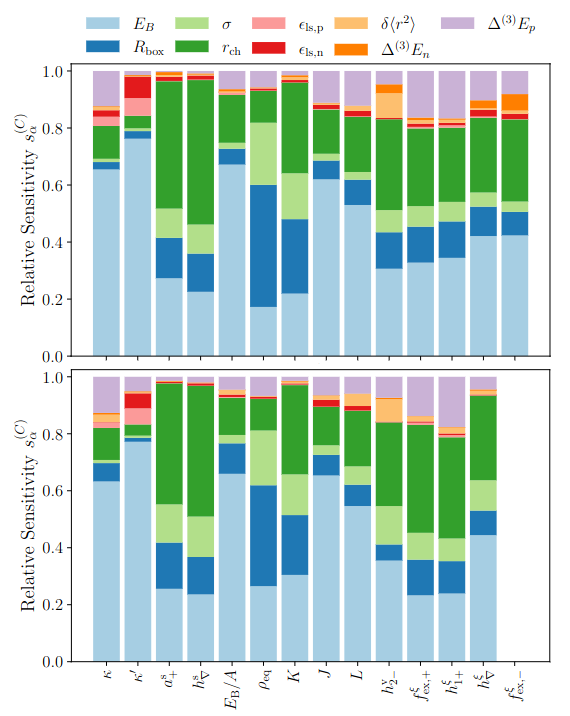 E_B σ ϵ_ls,p δ⟨r²⟩ Δ^(3)E_p
R_box r_ch ϵ_ls,n Δ^(3)E_n
1.0
0.8
0.6
0.4
0.2
0.0
Relative Sensitivity s_α^(C)
1.0
0.8
0.6
0.4
0.2
0.0
Relative Sensitivity s_α^(C)
κ κ′ a_+^s h_∇^s E_B/A ρ_eq K J L h_2−^v f_ex,+^ξ h_1+^ξ h_∇^ξ f_ex,−^ξ